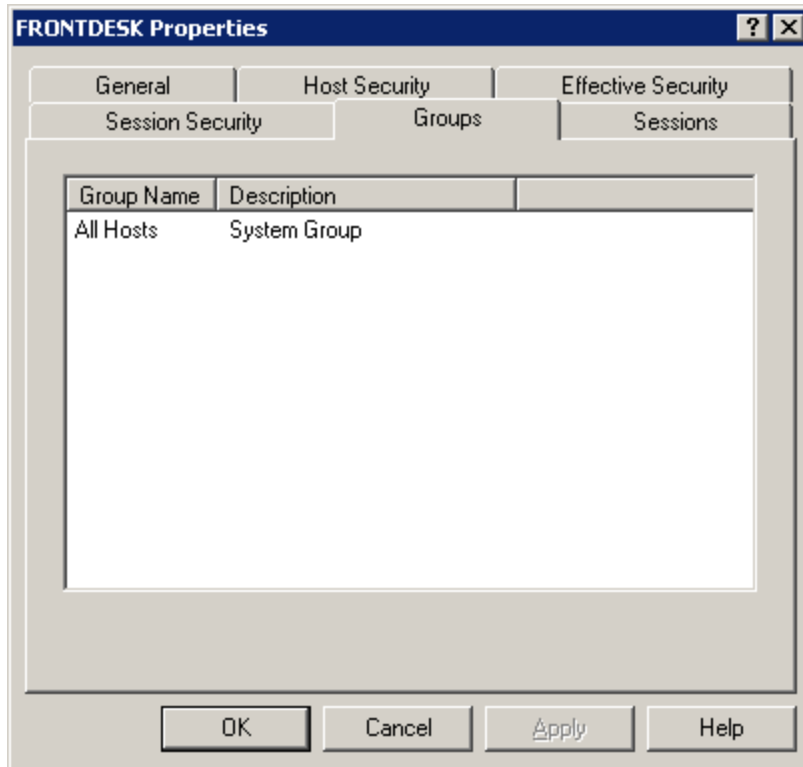 FRONTDESK Properties
General Host Security Effective Security
Session Security Groups Sessions
Group Name Description
All Hosts System Group
OK Cancel Apply Help